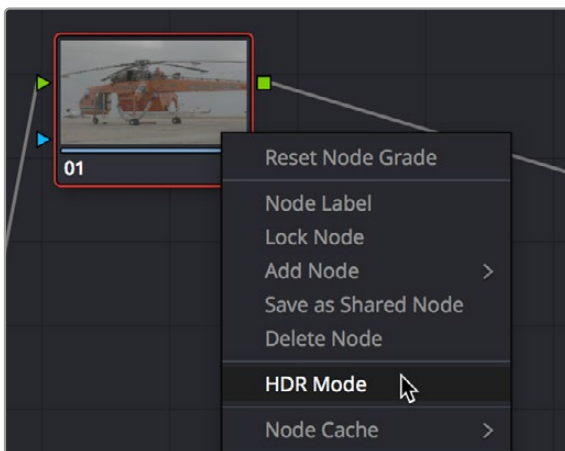 01
Reset Node Grade
Node Label
Lock Node
Add Node >
Save as Shared Node
Delete Node
HDR Mode
Node Cache >